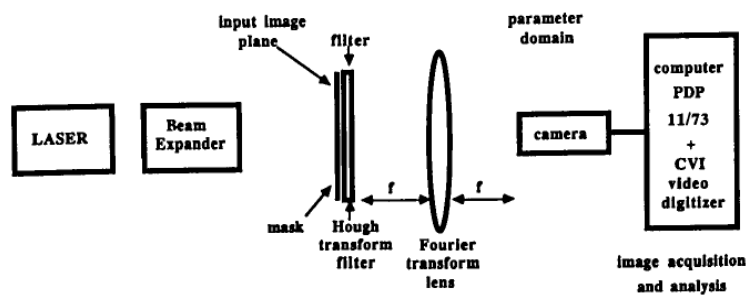 input image
plane
filter
parameter
domain
LASER
Beam
Expander
camera
computer
PDP
11/73
+
CVI
video
digitizer
f
f
mask
Hough
transform
filter
Fourier
transform
lens
image acquisition
and analysis